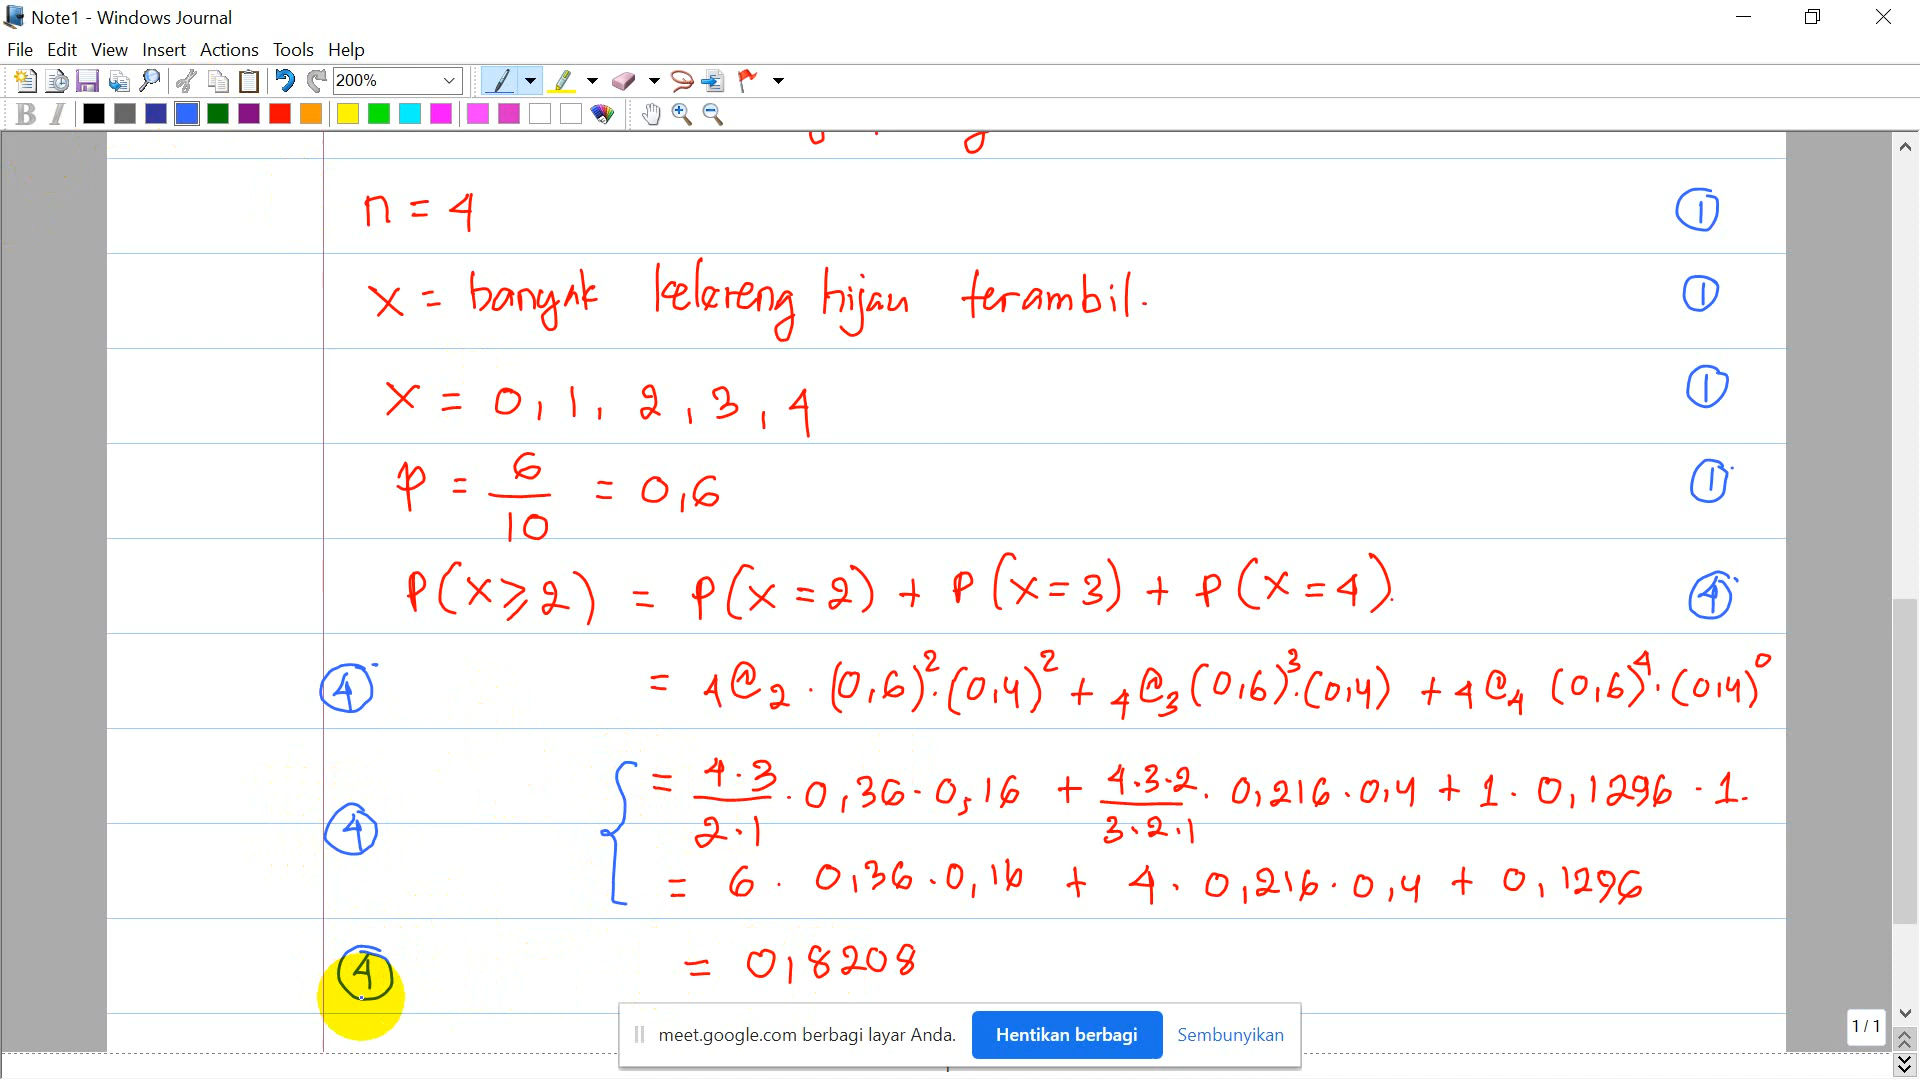 Note1 - Windows Journal
File Edit View Insert Actions Tools Help
200%
B I
n = 4 ①
x = banyak kelereng hijau terambil. ①
x = 0, 1, 2, 3, 4 ①
p = 6/10 = 0,6 ①
P(x ≥ 2) = P(x = 2) + P(x = 3) + P(x = 4). ④
④ = ₄C₂ · (0,6)² · (0,4)² + ₄C₃ (0,6)³ · (0,4) + ₄C₄ (0,6)⁴ · (0,4)⁰
④ { = 4·3/2·1 · 0,36 · 0,16 + 4·3·2/3·2·1 · 0,216 · 0,4 + 1 · 0,1296 · 1.
= 6 · 0,36 · 0,16 + 4 · 0,216 · 0,4 + 0,1296
④ = 0,8208
meet.google.com berbagi layar Anda. Hentikan berbagi Sembunyikan
1 / 1